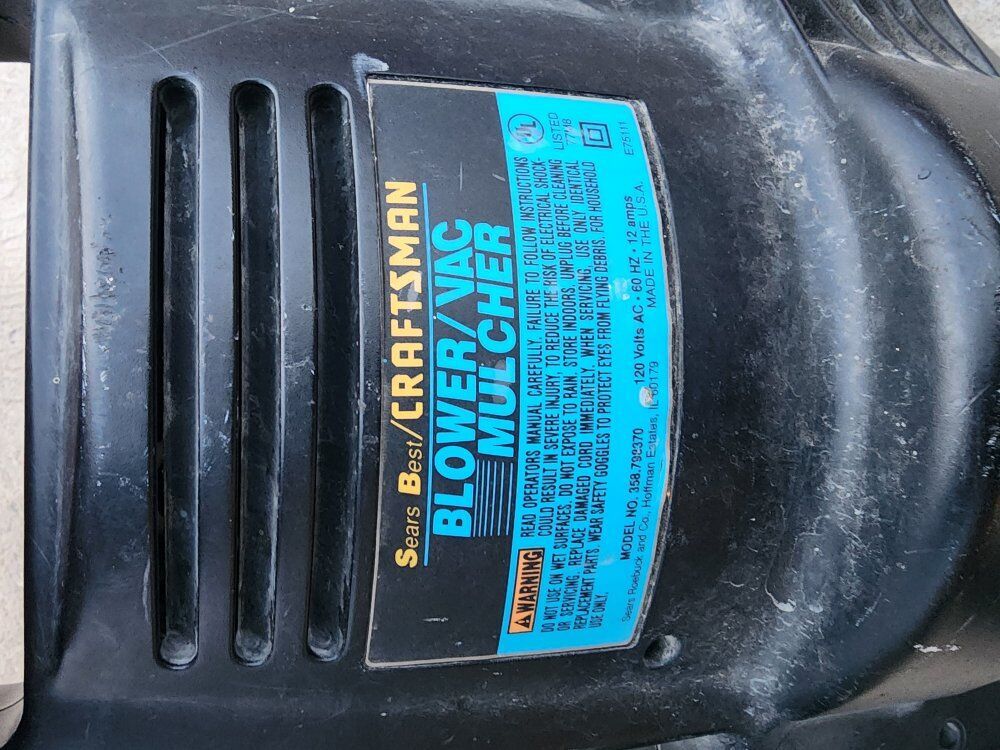 Sears Best/CRAFTSMAN
BLOWER/VAC
MULCHER
WARNING READ OPERATORS MANUAL CAREFULLY. FAILURE TO FOLLOW INSTRUCTIONS
COULD RESULT IN SEVERE INJURY. TO REDUCE THE RISK OF ELECTRICAL SHOCK-
DO NOT USE ON WET SURFACES. DO NOT EXPOSE TO RAIN. STORE INDOORS. UNPLUG BEFORE CLEANING
OR SERVICING. REPLACE DAMAGED CORD IMMEDIATELY. WHEN SERVICING, USE ONLY IDENTICAL
REPLACEMENT PARTS. WEAR SAFETY GOGGLES TO PROTECT EYES FROM FLYING DEBRIS. FOR HOUSEHOLD
USE ONLY.
UL
LISTED
E75111
MODEL NO. 358.798370 120 Volts AC • 60 HZ • 12 amps
Sears Roebuck and Co., Hoffman Estates, IL 60179 MADE IN THE U.S.A.